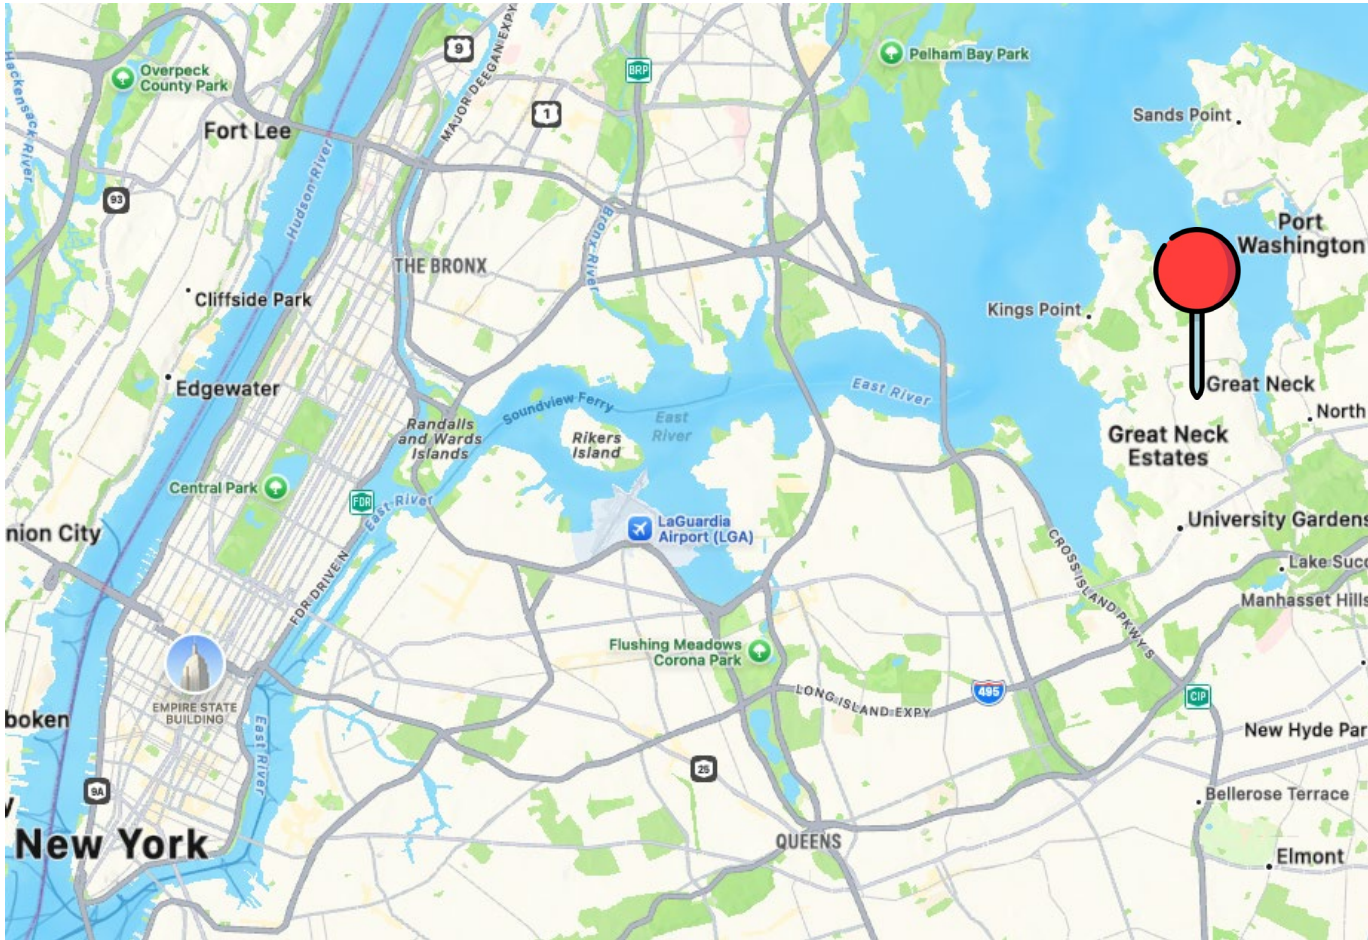 9
Pelham Bay Park
Overpeck
County Park
BRP
MAJOR DEEGAN EXPY
Hackensack River
1
Sands Point
Fort Lee
Hudson River
93
Bronx River
Port
Washington
THE BRONX
Cliffside Park
Kings Point
Edgewater
East River
Great Neck
Soundview Ferry
North
Randalls
and Wards
Islands
East
River
Rikers
Island
Great Neck
Estates
Central Park
FDR
East River
LaGuardia
Airport (LGA)
University Gardens
nion City
CROSS ISLAND PKWY S
Lake Succ
FDR DRIVE N
Manhasset Hills
Flushing Meadows
Corona Park
495
CIP
LONG ISLAND EXPY
EMPIRE STATE
BUILDING
boken
East River
New Hyde Par
25
9A
Bellerose Terrace
New York
QUEENS
Elmont